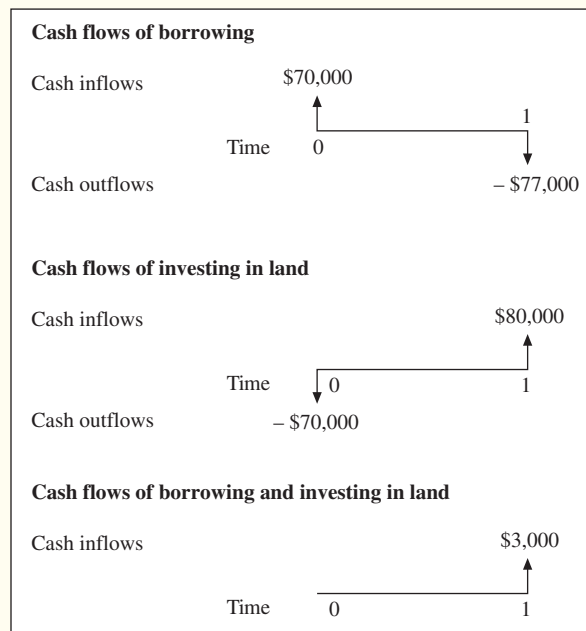 Cash flows of borrowing
Cash inflows $70,000
1
Time 0
Cash outflows – $77,000
Cash flows of investing in land
Cash inflows $80,000
Time 0 1
Cash outflows – $70,000
Cash flows of borrowing and investing in land
Cash inflows $3,000
Time 0 1